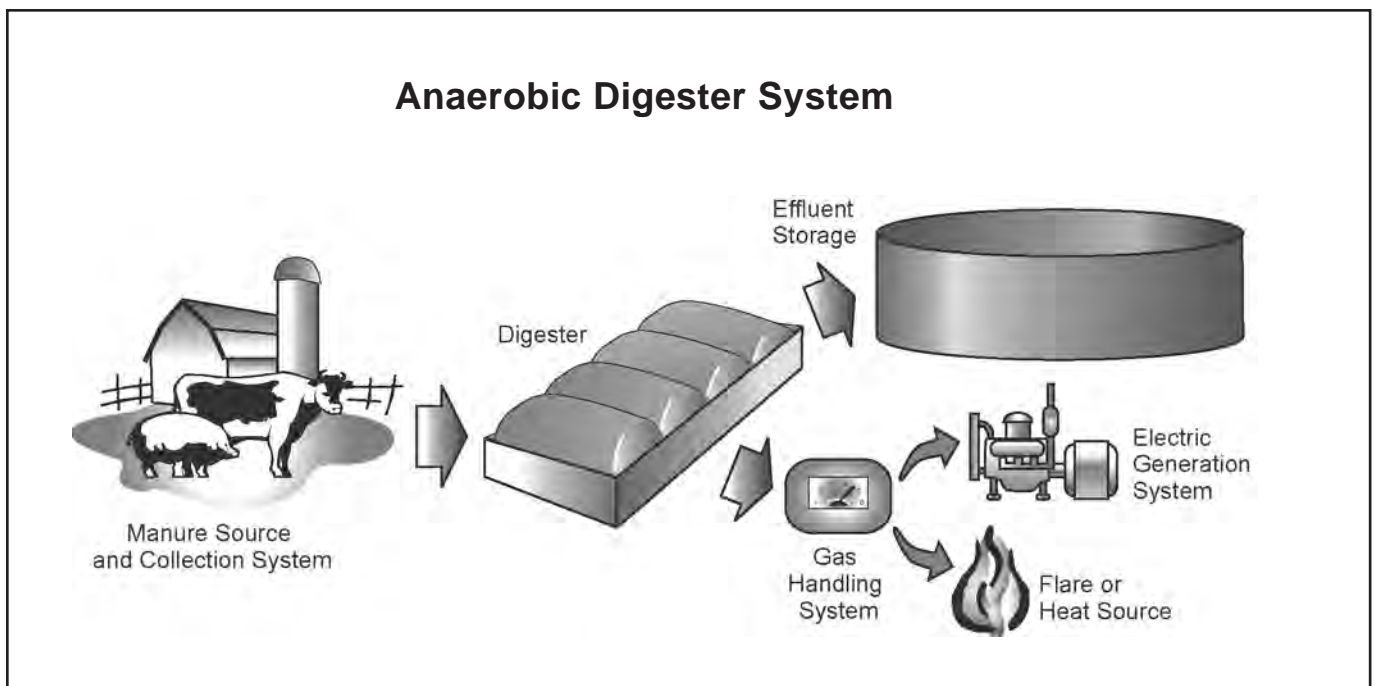 Anaerobic Digester System
Effluent
Storage
Digester
Manure Source
and Collection System
Gas
Handling
System
Electric
Generation
System
Flare or
Heat Source